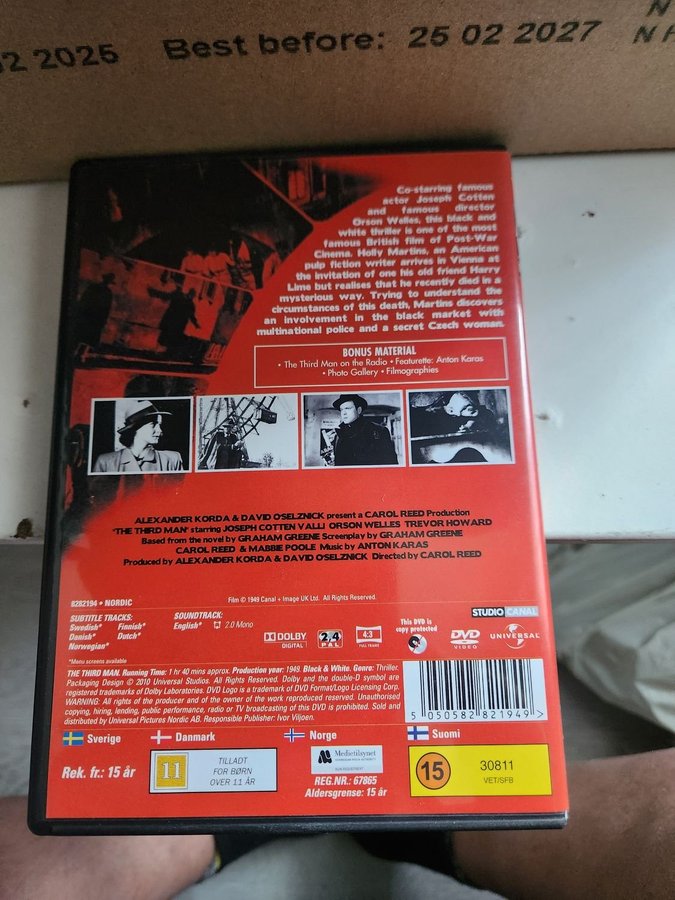 02 2025 Best before: 25 02 2027
Co-starring famous
actor Joseph Cotten
and famous director
Orson Welles, this black and
white thriller is one of the most
famous British film of Post-War
Cinema. Holly Martins, an American
pulp fiction writer arrives in Vienna at
the invitation of one his old friend Harry
Lime but realises that he recently died in a
mysterious way. Trying to understand the
circumstances of this death, Martins discovers
an involvement in the black market with
multinational police and a secret Czech woman.
BONUS MATERIAL
• The Third Man on the Radio • Featurette: Anton Karas
• Photo Gallery • Filmographies
ALEXANDER KORDA & DAVID O'SELZNICK present a CAROL REED Production
'THE THIRD MAN' starring JOSEPH COTTEN VALLI ORSON WELLES TREVOR HOWARD
Based from the novel by GRAHAM GREENE Screenplay by GRAHAM GREENE
CAROL REED & MABBIE POOLE Music by ANTON KARAS
Produced by ALEXANDER KORDA & DAVID O'SELZNICK Directed by CAROL REED
8282194 • NORDIC
Film © 1949 Canal + Image UK Ltd. All Rights Reserved.
SUBTITLE TRACKS:
Swedish* Finnish*
Danish* Dutch*
Norwegian*
*Menu screens available
SOUNDTRACK:
English* 2.0 Mono
DOLBY
DIGITAL
2,4
PAL
4:3
FULL FRAME
This DVD is
copy protected
DVD
VIDEO
STUDIO CANAL
UNIVERSAL
THE THIRD MAN. Running Time: 1 hr 40 mins approx. Production year: 1949. Black & White. Genre: Thriller.
Packaging Design © 2010 Universal Studios. All Rights Reserved. Dolby and the double-D symbol are
registered trademarks of Dolby Laboratories. DVD Logo is a trademark of DVD Format/Logo Licensing Corp.
WARNING: All rights of the producer and of the owner of the work reproduced reserved. Unauthorised
copying, hiring, lending, public performance, radio or TV broadcasting of this DVD is prohibited. Sold and
distributed by Universal Pictures Nordic AB. Responsible Publisher: Ivor Viljoen.
5 050582 821949 >
Sverige
Danmark
Norge
Suomi
Rek. fr.: 15 år
11
TILLADT
FOR BØRN
OVER 11 ÅR
Medietilsynet
REG.NR.: 67865
Aldersgrense: 15 år
15
30811
VET/SFB